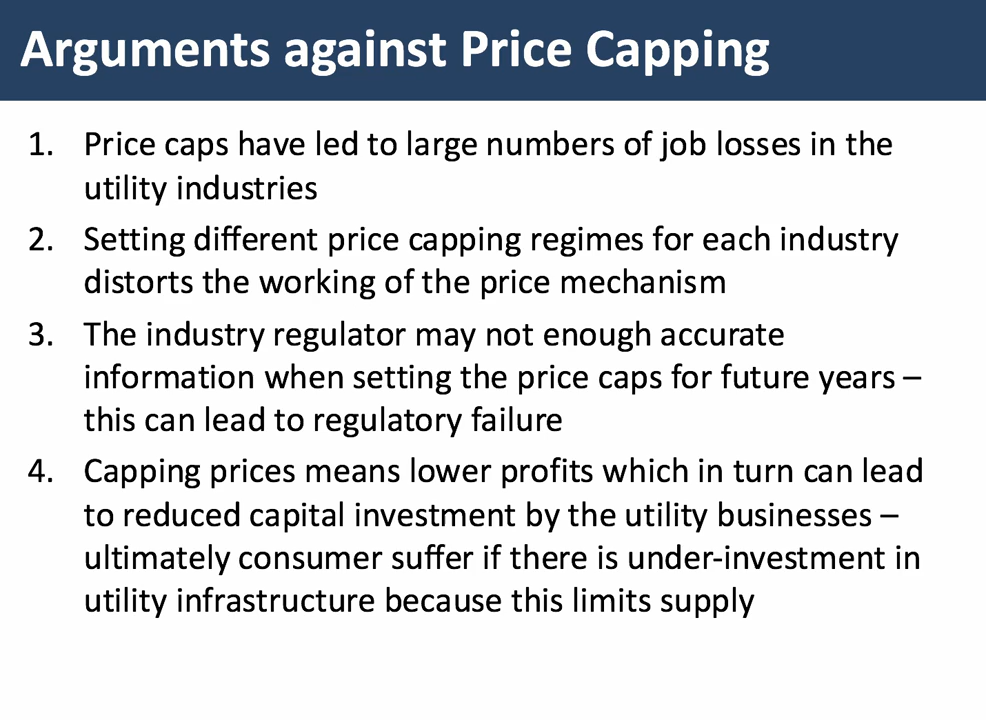 Arguments against Price Capping
1. Price caps have led to large numbers of job losses in the
utility industries
2. Setting different price capping regimes for each industry
distorts the working of the price mechanism
3. The industry regulator may not enough accurate
information when setting the price caps for future years –
this can lead to regulatory failure
4. Capping prices means lower profits which in turn can lead
to reduced capital investment by the utility businesses –
ultimately consumer suffer if there is under-investment in
utility infrastructure because this limits supply